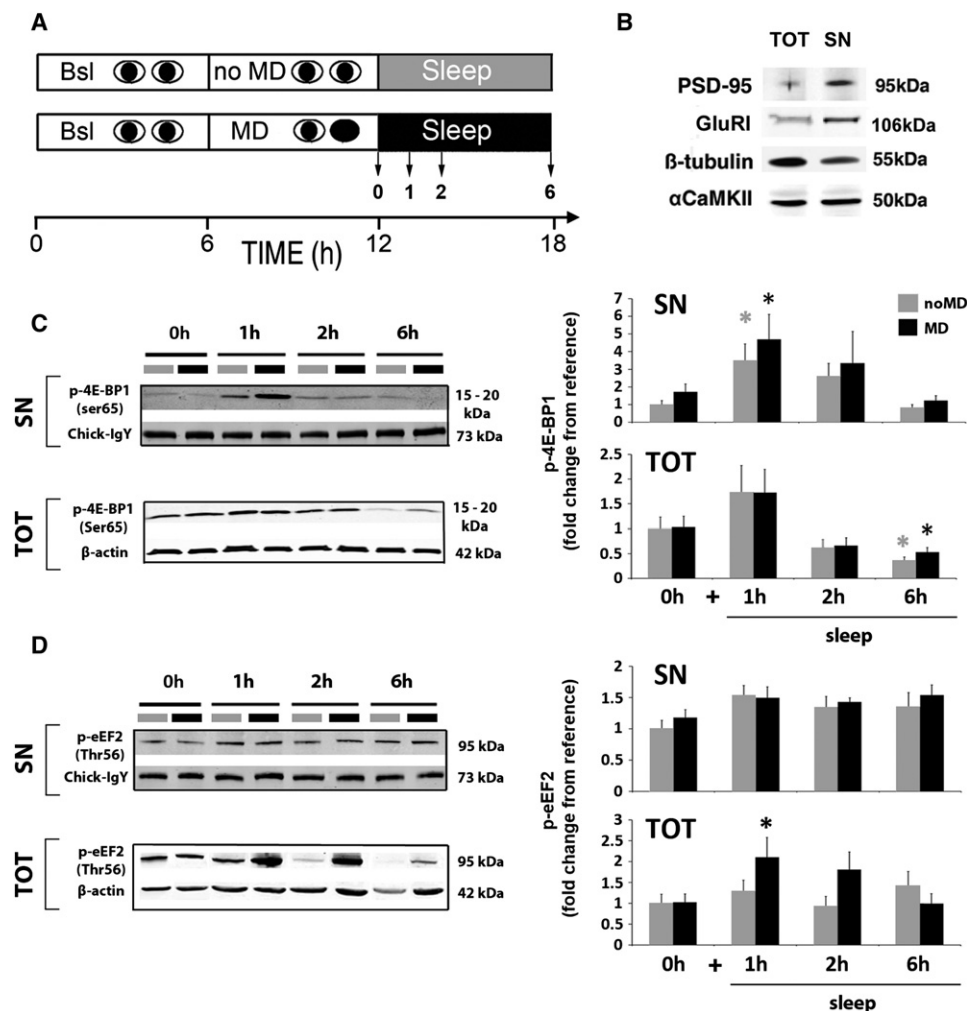 A
Bsl
no MD
Sleep
Bsl
MD
Sleep
0 1 2 6
0 6 12 18
TIME (h)
B
TOT SN
PSD-95 95kDa
GluRI 106kDa
ß-tubulin 55kDa
αCaMKII 50kDa
C
0h 1h 2h 6h
SN
p-4E-BP1
(ser65)
15 - 20
kDa
Chick-IgY 73 kDa
TOT
p-4E-BP1
(Ser65)
15 - 20
kDa
β-actin 42 kDa
p-4E-BP1
(fold change from reference)
SN
* *
noMD
MD
7
6
5
4
3
2
1
0
TOT
* *
2.5
2
1.5
1
0.5
0
0h + 1h 2h 6h
sleep
D
0h 1h 2h 6h
SN
p-eEF2
(Thr56)
95 kDa
Chick-IgY 73 kDa
TOT
p-eEF2
(Thr56)
95 kDa
β-actin 42 kDa
p-eEF2
(fold change from reference)
SN
2
1.5
1
0.5
0
TOT
*
3
2.5
2
1.5
1
0.5
0
0h + 1h 2h 6h
sleep